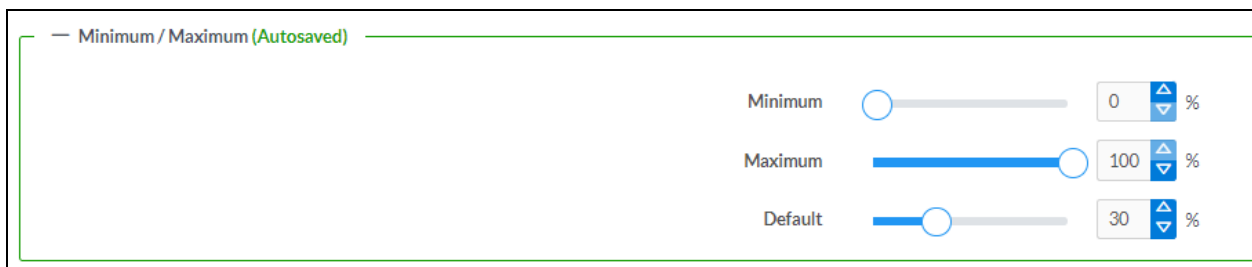 Minimum / Maximum (Autosaved)
Minimum 0 %
Maximum 100 %
Default 30 %